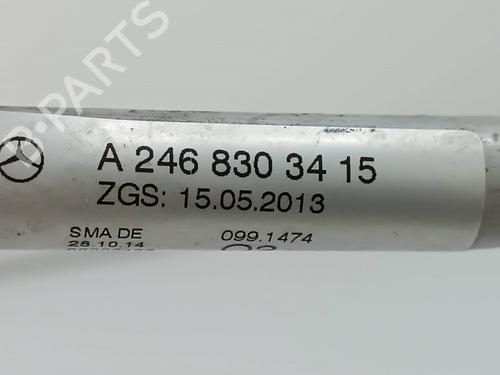 B-PARTS
A 246 830 34 15
ZGS: 15.05.2013
SMA DE 099.1474
28.10.14